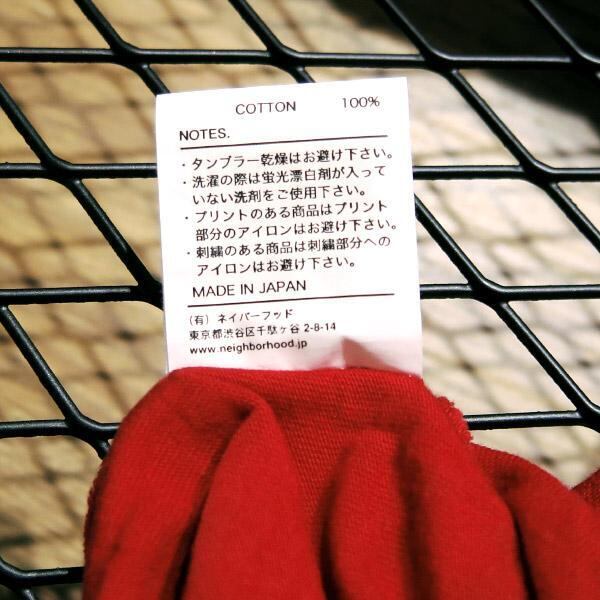 COTTON 100%
NOTES.
・タンブラー乾燥はお避け下さい。
・洗濯の際は蛍光漂白剤が入って
いない洗剤をご使用下さい。
・プリントのある商品はプリント
部分のアイロンはお避け下さい。
・刺繍のある商品は刺繍部分への
アイロンはお避け下さい。
MADE IN JAPAN
(有) ネイバーフッド
東京都渋谷区千駄ヶ谷 2-8-14
www.neighborhood.jp